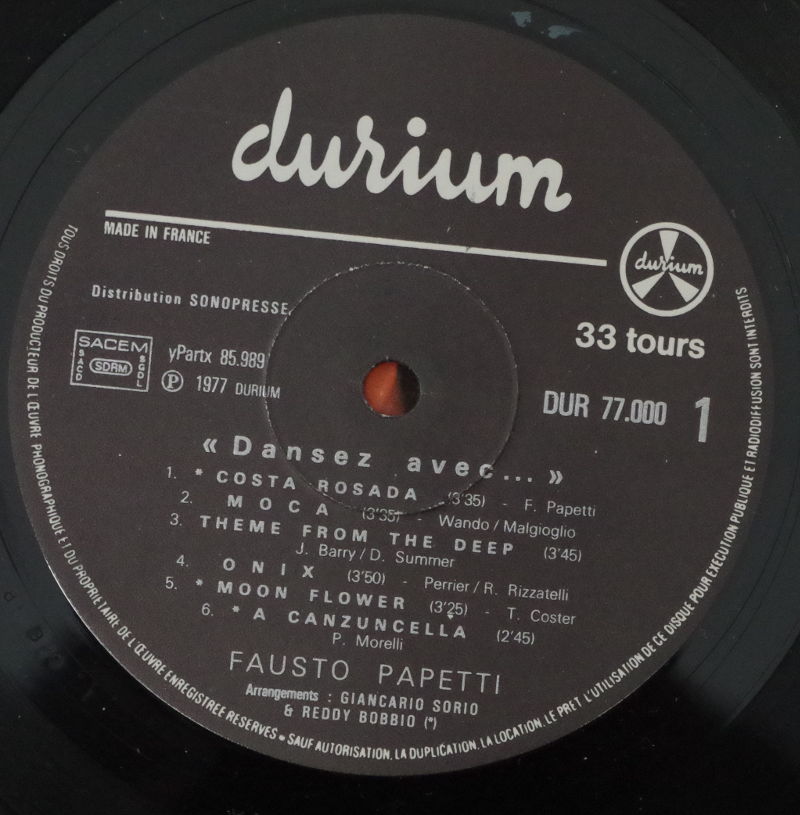 durium
MADE IN FRANCE
durium
Distribution SONOPRESSE
33 tours
SACEM
SACD
SDRM
SGDL
yPartx 85.989
Ⓟ 1977 DURIUM
DUR 77.000 1
« Dansez avec... »
1. * COSTA ROSADA (3'35) - F. Papetti
2. MOCA (3'35) - Wando / Malgioglio
3. THEME FROM THE DEEP (3'45)
J. Barry / D. Summer
4. ONIX (3'50) - Perrier / R. Rizzatelli
5. * MOON FLOWER (3'25) - T. Coster
6. * A CANZUNCELLA (2'45)
P. Morelli
FAUSTO PAPETTI
Arrangements : GIANCARIO SORIO
& REDDY BOBBIO (*)
TOUS DROITS DU PRODUCTEUR DE L'ŒUVRE PHONOGRAPHIQUE ET DU PROPRIETAIRE DE L'ŒUVRE ENREGISTREE RESERVES • SAUF AUTORISATION, LA DUPLICATION, LA LOCATION, LE PRET, L'UTILISATION DE CE DISQUE POUR EXECUTION PUBLIQUE ET RADIODIFFUSION SONT INTERDITS